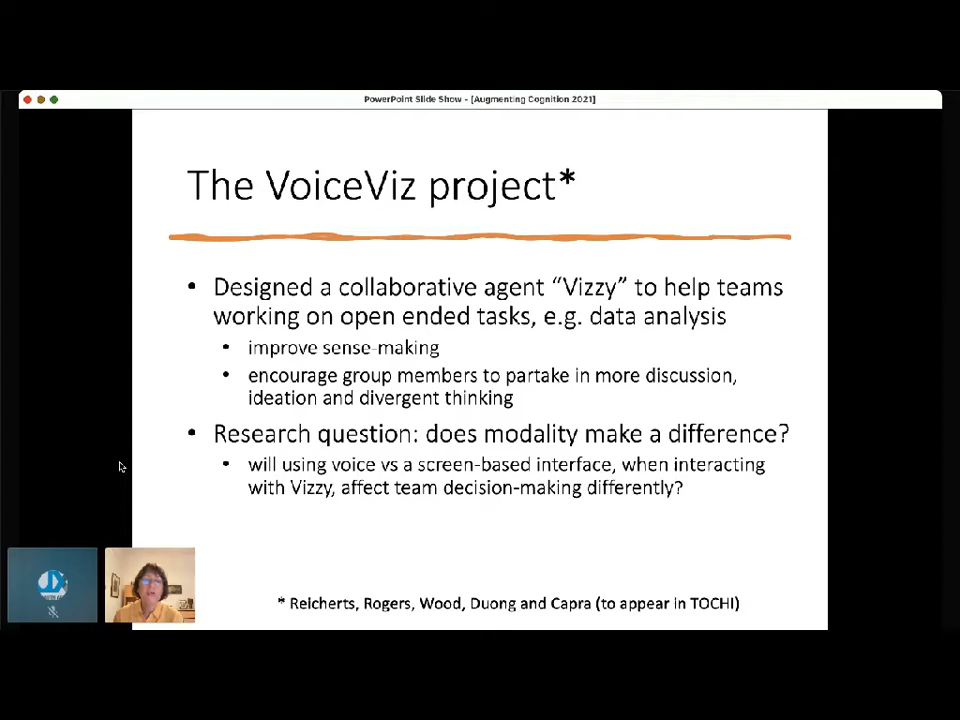 PowerPoint Slide Show - [Augmenting Cognition 2021]
The VoiceViz project*
• Designed a collaborative agent “Vizzy” to help teams
working on open ended tasks, e.g. data analysis
• improve sense-making
• encourage group members to partake in more discussion,
ideation and divergent thinking
• Research question: does modality make a difference?
• will using voice vs a screen-based interface, when interacting
with Vizzy, affect team decision-making differently?
* Reicherts, Rogers, Wood, Duong and Capra (to appear in TOCHI)